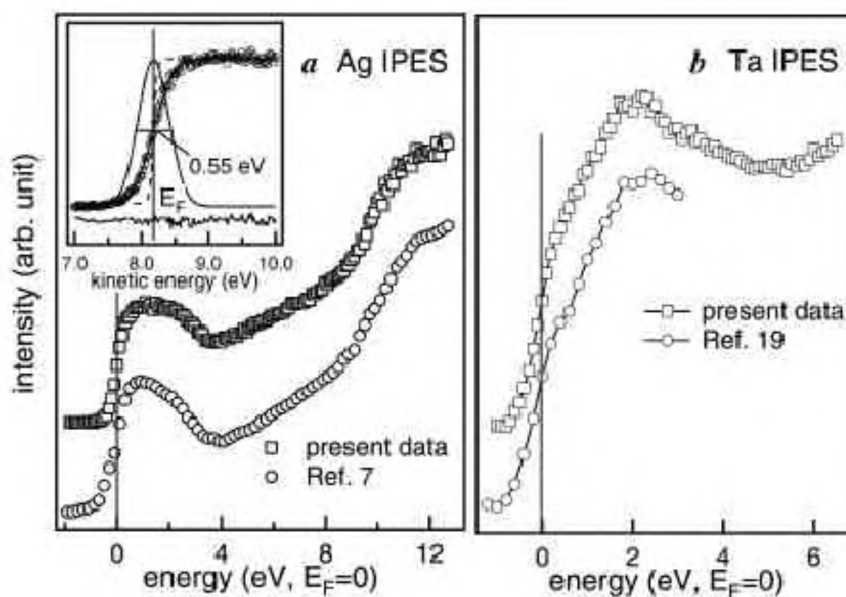 a Ag IPES
0.55 eV
E_F
7.0 8.0 9.0 10.0
kinetic energy (eV)
intensity (arb. unit)
present data
Ref. 7
0 4 8 12
energy (eV, E_F=0)
b Ta IPES
present data
Ref. 19
0 2 4 6
energy (eV, E_F=0)